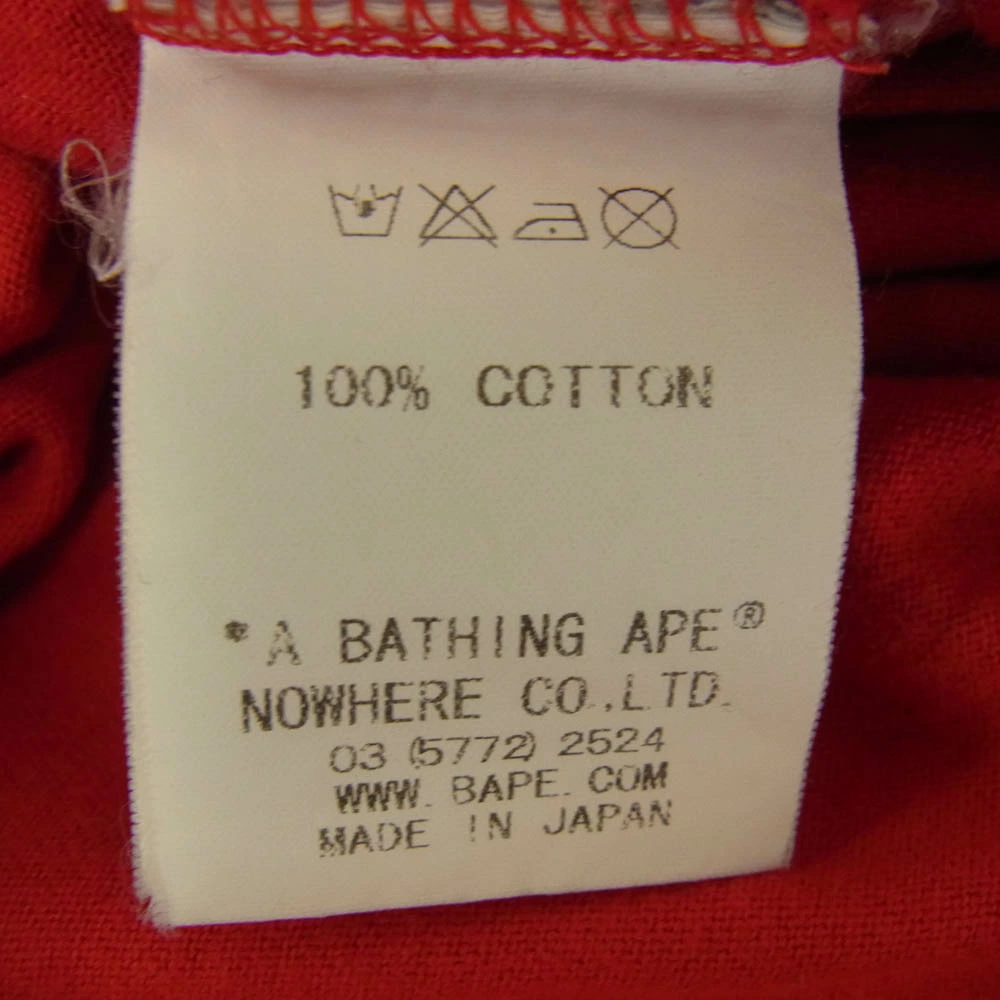 100% COTTON
*A BATHING APE®
NOWHERE CO.,LTD.
03 (5772) 2524
WWW. BAPE. COM
MADE IN JAPAN